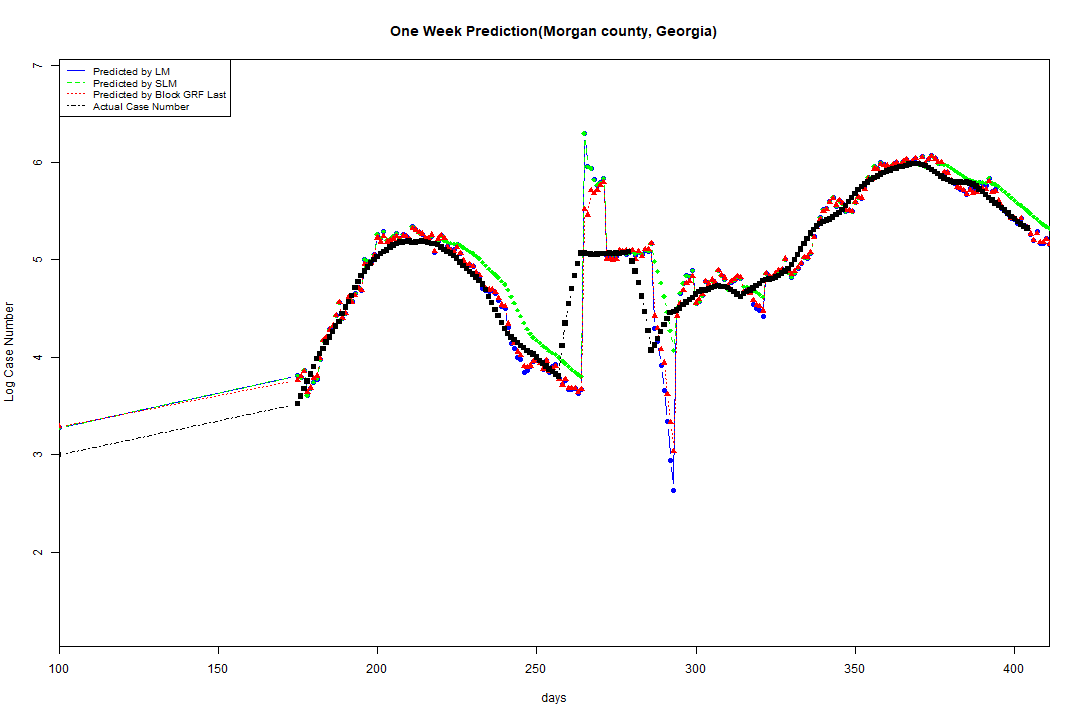 One Week Prediction(Morgan county, Georgia)
7
Predicted by LM
Predicted by SLM
Predicted by Block GRF Last
Actual Case Number
6
5
4
3
2
Log Case Number
100 150 200 250 300 350 400
days